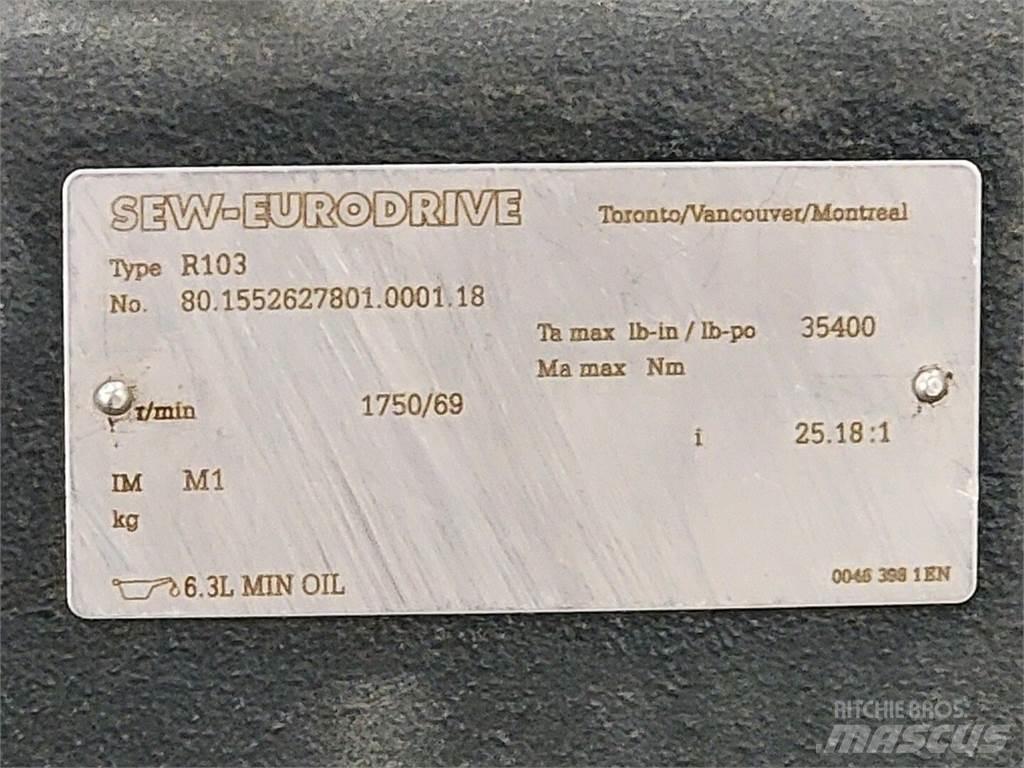 SEW-EURODRIVE Toronto/Vancouver/Montreal
Type R103
No. 80.1552627801.0001.18
Ta max lb-in / lb-po 35400
Ma max Nm
r/min 1750/69
i 25.18:1
IM M1
kg
6.3L MIN OIL
0046 398 1EN
RITCHIE BROS.
MASCUS